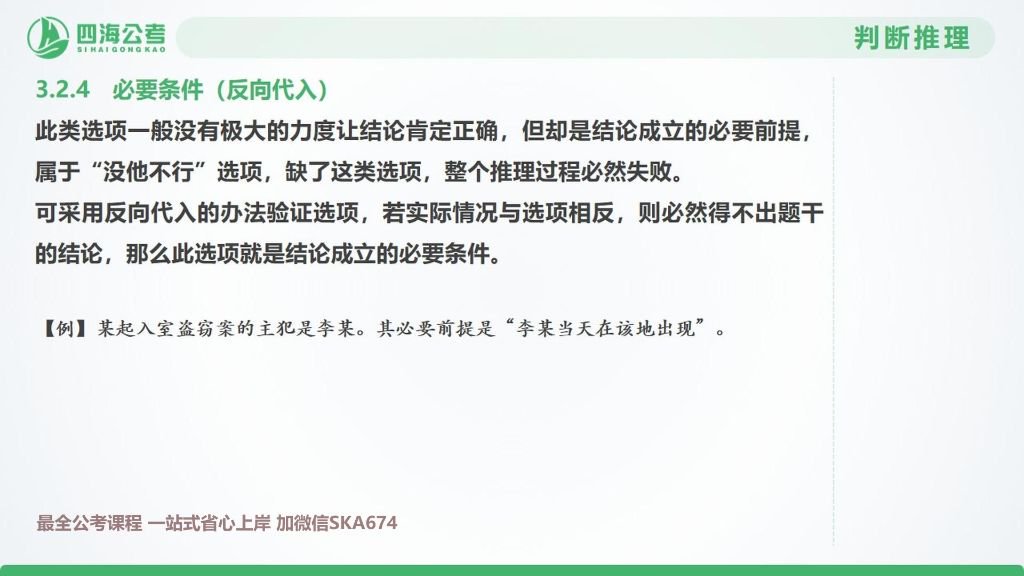 四海公考
SIHAIGONGKAO
判断推理
3.2.4 必要条件（反向代入）
此类选项一般没有极大的力度让结论肯定正确，但却是结论成立的必要前提，
属于“没他不行”选项，缺了这类选项，整个推理过程必然失败。
可采用反向代入的办法验证选项，若实际情况与选项相反，则必然得不出题干
的结论，那么此选项就是结论成立的必要条件。
【例】某起入室盗窃案的主犯是李某。其必要前提是“李某当天在该地出现”。
最全公考课程 一站式省心上岸 加微信SKA674